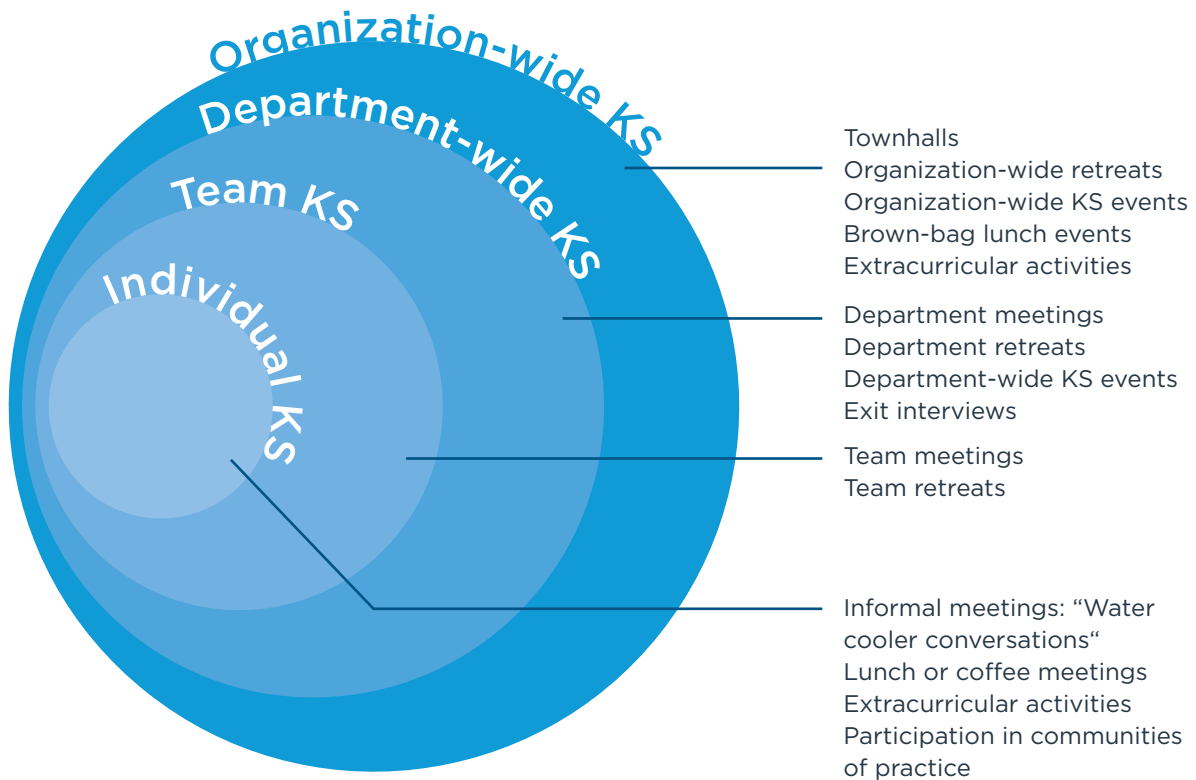 Organization-wide KS
Department-wide KS
Team KS
Individual KS
Townhalls
Organization-wide retreats
Organization-wide KS events
Brown-bag lunch events
Extracurricular activities
Department meetings
Department retreats
Department-wide KS events
Exit interviews
Team meetings
Team retreats
Informal meetings: “Water
cooler conversations“
Lunch or coffee meetings
Extracurricular activities
Participation in communities
of practice